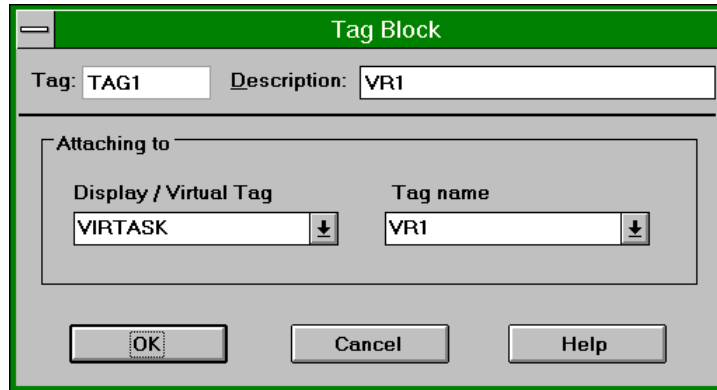 Tag Block
Tag: TAG1 Description: VR1
Attaching to
Display / Virtual Tag Tag name
VIRTASK VR1
OK Cancel Help